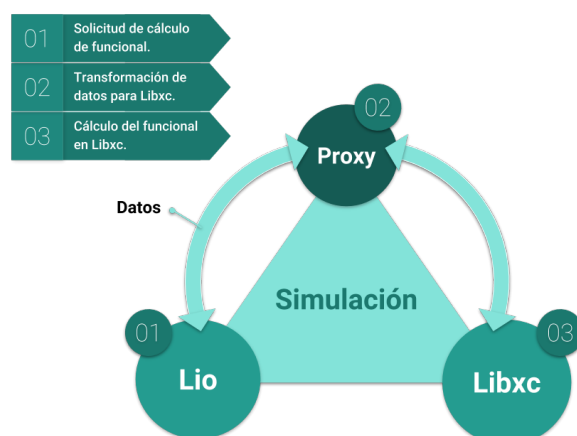 01
Solicitud de cálculo
de funcional.
02
Transformación de
datos para Libxc.
03
Cálculo del funcional
en Libxc.
02
Proxy
Datos
Simulación
01
Lio
03
Libxc